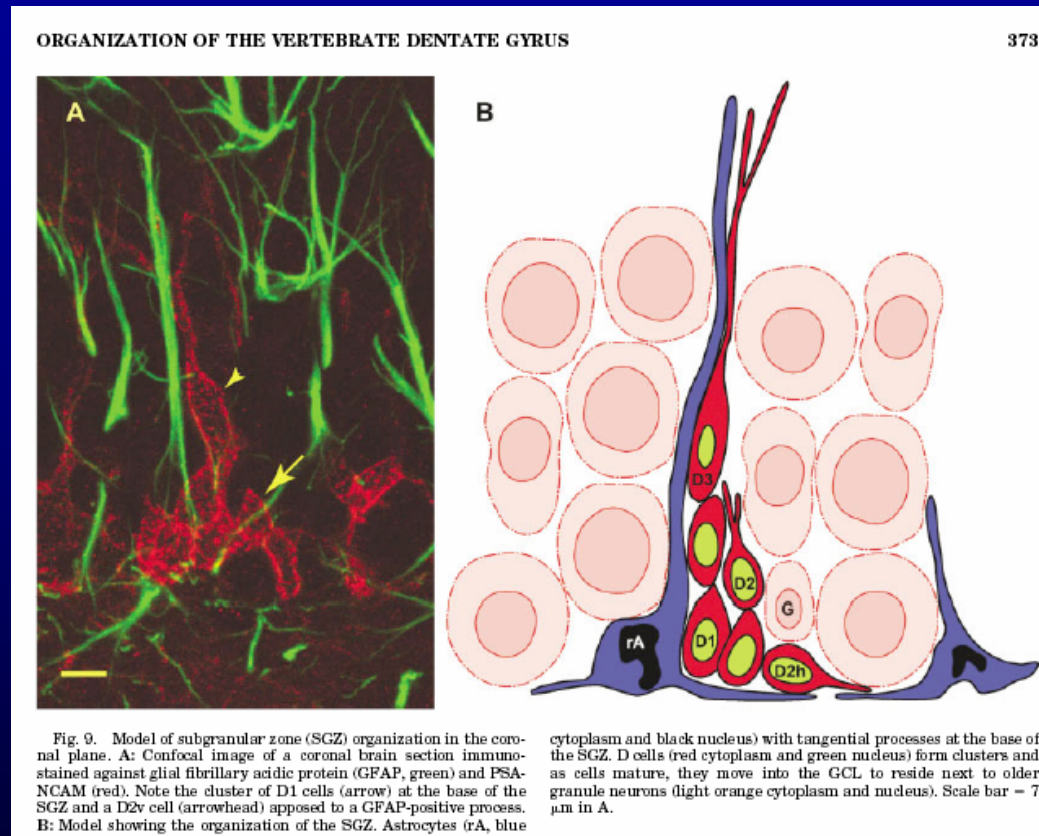 ORGANIZATION OF THE VERTEBRATE DENTATE GYRUS
373
A
B
D3
D2
G
rA
D1
D2h
Fig. 9. Model of subgranular zone (SGZ) organization in the coro-
nal plane. A: Confocal image of a coronal brain section immuno-
stained against glial fibrillary acidic protein (GFAP, green) and PSA-
NCAM (red). Note the cluster of D1 cells (arrow) at the base of the
SGZ and a D2v cell (arrowhead) apposed to a GFAP-positive process.
B: Model showing the organization of the SGZ. Astrocytes (rA, blue
cytoplasm and black nucleus) with tangential processes at the base of
the SGZ. D cells (red cytoplasm and green nucleus) form clusters and
as cells mature, they move into the GCL to reside next to older
granule neurons (light orange cytoplasm and nucleus). Scale bar = 7
μm in A.